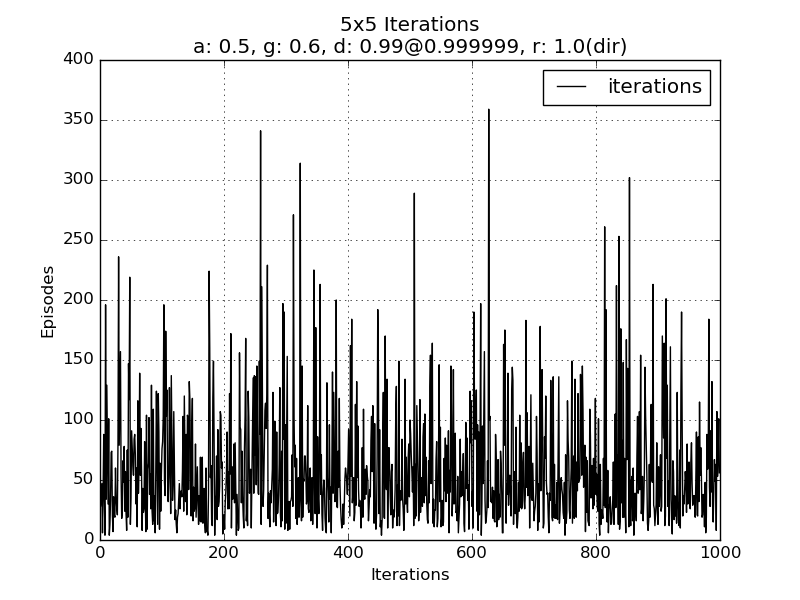 5x5 Iterations
a: 0.5, g: 0.6, d: 0.99@0.999999, r: 1.0(dir)
400
350
300
250
200
150
100
50
0
Episodes
iterations
0 200 400 600 800 1000
Iterations